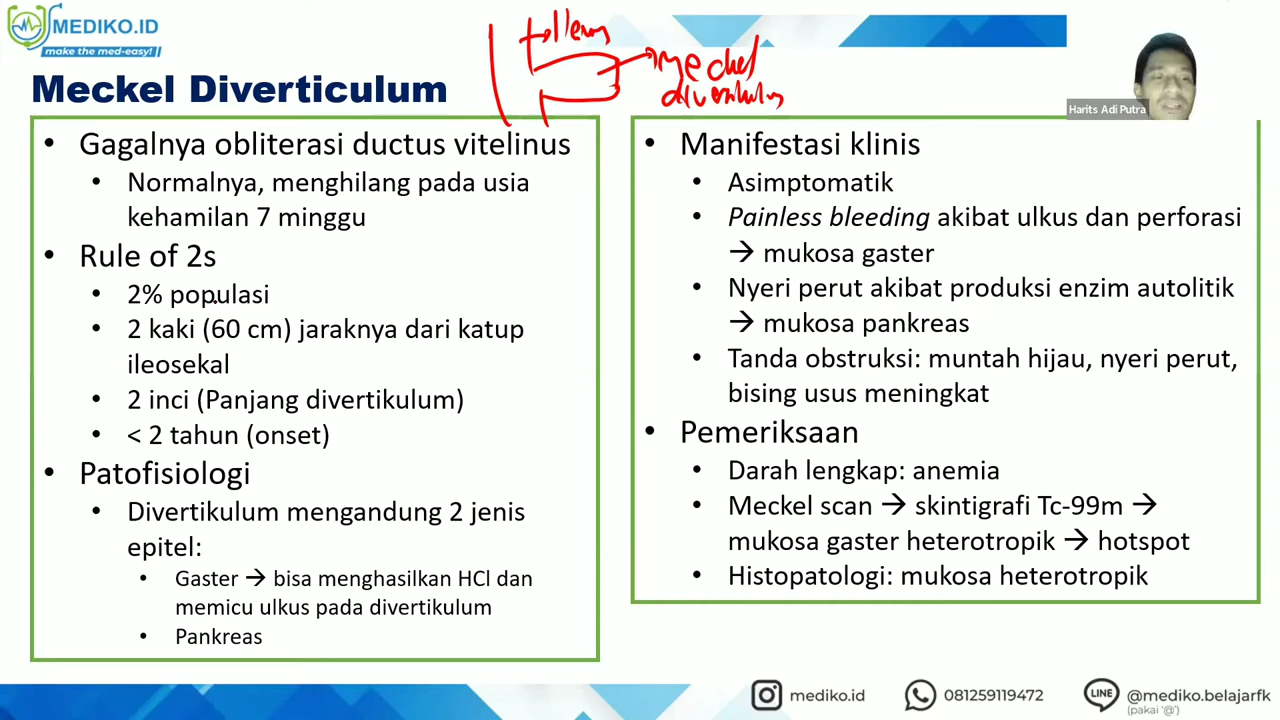 MEDIKO.ID
make the med-easy!
Ileum
Meckel
divertikulum
Harits Adi Putra
Meckel Diverticulum
• Gagalnya obliterasi ductus vitelinus
• Normalnya, menghilang pada usia
kehamilan 7 minggu
• Rule of 2s
• 2% populasi
• 2 kaki (60 cm) jaraknya dari katup
ileosekal
• 2 inci (Panjang divertikulum)
• < 2 tahun (onset)
• Patofisiologi
• Divertikulum mengandung 2 jenis
epitel:
• Gaster → bisa menghasilkan HCl dan
memicu ulkus pada divertikulum
• Pankreas
• Manifestasi klinis
• Asimptomatik
• Painless bleeding akibat ulkus dan perforasi
→ mukosa gaster
• Nyeri perut akibat produksi enzim autolitik
→ mukosa pankreas
• Tanda obstruksi: muntah hijau, nyeri perut,
bising usus meningkat
• Pemeriksaan
• Darah lengkap: anemia
• Meckel scan → skintigrafi Tc-99m →
mukosa gaster heterotropik → hotspot
• Histopatologi: mukosa heterotropik
mediko.id
081259119472
LINE
@mediko.belajarfk
(pakai '@')